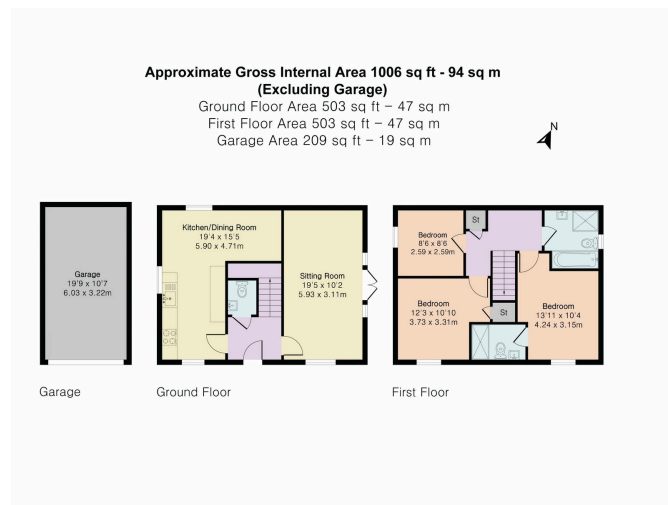 Approximate Gross Internal Area 1006 sq ft - 94 sq m
(Excluding Garage)
Ground Floor Area 503 sq ft – 47 sq m
First Floor Area 503 sq ft – 47 sq m
Garage Area 209 sq ft – 19 sq m
N
Garage
19'9 x 10'7
6.03 x 3.22m
Kitchen/Dining Room
19'4 x 15'5
5.90 x 4.71m
Sitting Room
19'5 x 10'2
5.93 x 3.11m
St
Bedroom
8'6 x 8'6
2.59 x 2.59m
Bedroom
12'3 x 10'10
3.73 x 3.31m
St
Bedroom
13'11 x 10'4
4.24 x 3.15m
Garage
Ground Floor
First Floor